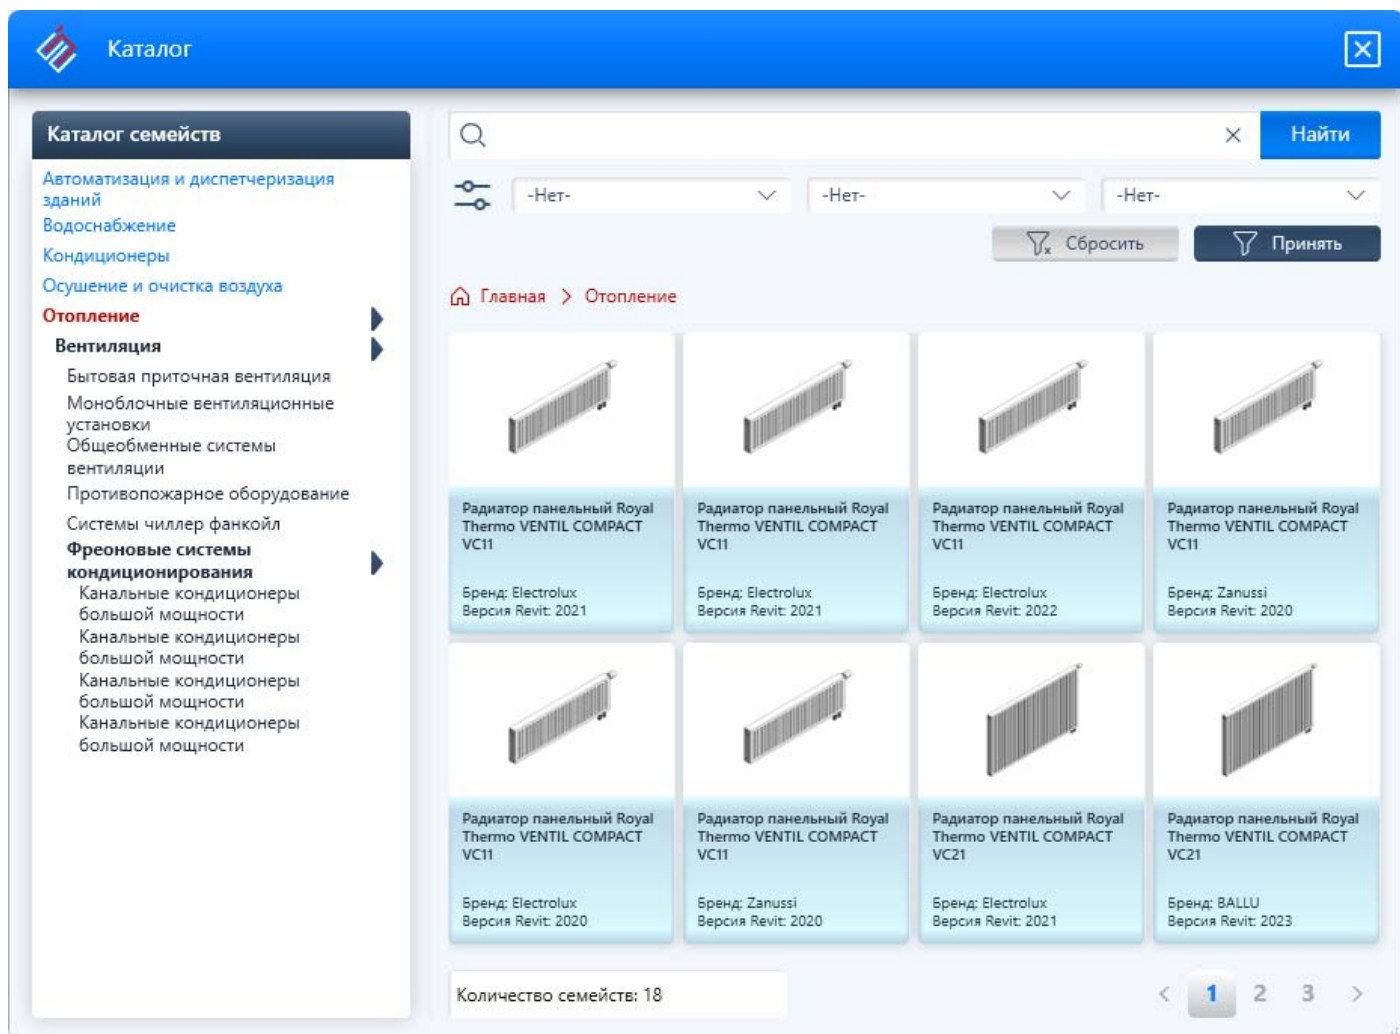 Каталог
Каталог семейств
Автоматизация и диспетчеризация
зданий
Водоснабжение
Кондиционеры
Осушение и очистка воздуха
Отопление
Вентиляция
Бытовая приточная вентиляция
Моноблочные вентиляционные
установки
Общеобменные системы
вентиляции
Противопожарное оборудование
Системы чиллер фанкойл
Фреоновые системы
кондиционирования
Канальные кондиционеры
большой мощности
Канальные кондиционеры
большой мощности
Канальные кондиционеры
большой мощности
Канальные кондиционеры
большой мощности
Найти
-Нет- -Нет- -Нет-
Сбросить Принять
Главная > Отопление
Радиатор панельный Royal
Thermo VENTIL COMPACT
VC11
Бренд: Electrolux
Версия Revit: 2021
Радиатор панельный Royal
Thermo VENTIL COMPACT
VC11
Бренд: Electrolux
Версия Revit: 2021
Радиатор панельный Royal
Thermo VENTIL COMPACT
VC11
Бренд: Electrolux
Версия Revit: 2022
Радиатор панельный Royal
Thermo VENTIL COMPACT
VC11
Бренд: Zanussi
Версия Revit: 2020
Радиатор панельный Royal
Thermo VENTIL COMPACT
VC11
Бренд: Electrolux
Версия Revit: 2020
Радиатор панельный Royal
Thermo VENTIL COMPACT
VC11
Бренд: Zanussi
Версия Revit: 2020
Радиатор панельный Royal
Thermo VENTIL COMPACT
VC21
Бренд: Electrolux
Версия Revit: 2021
Радиатор панельный Royal
Thermo VENTIL COMPACT
VC21
Бренд: BALLU
Версия Revit: 2023
Количество семейств: 18
< 1 2 3 >